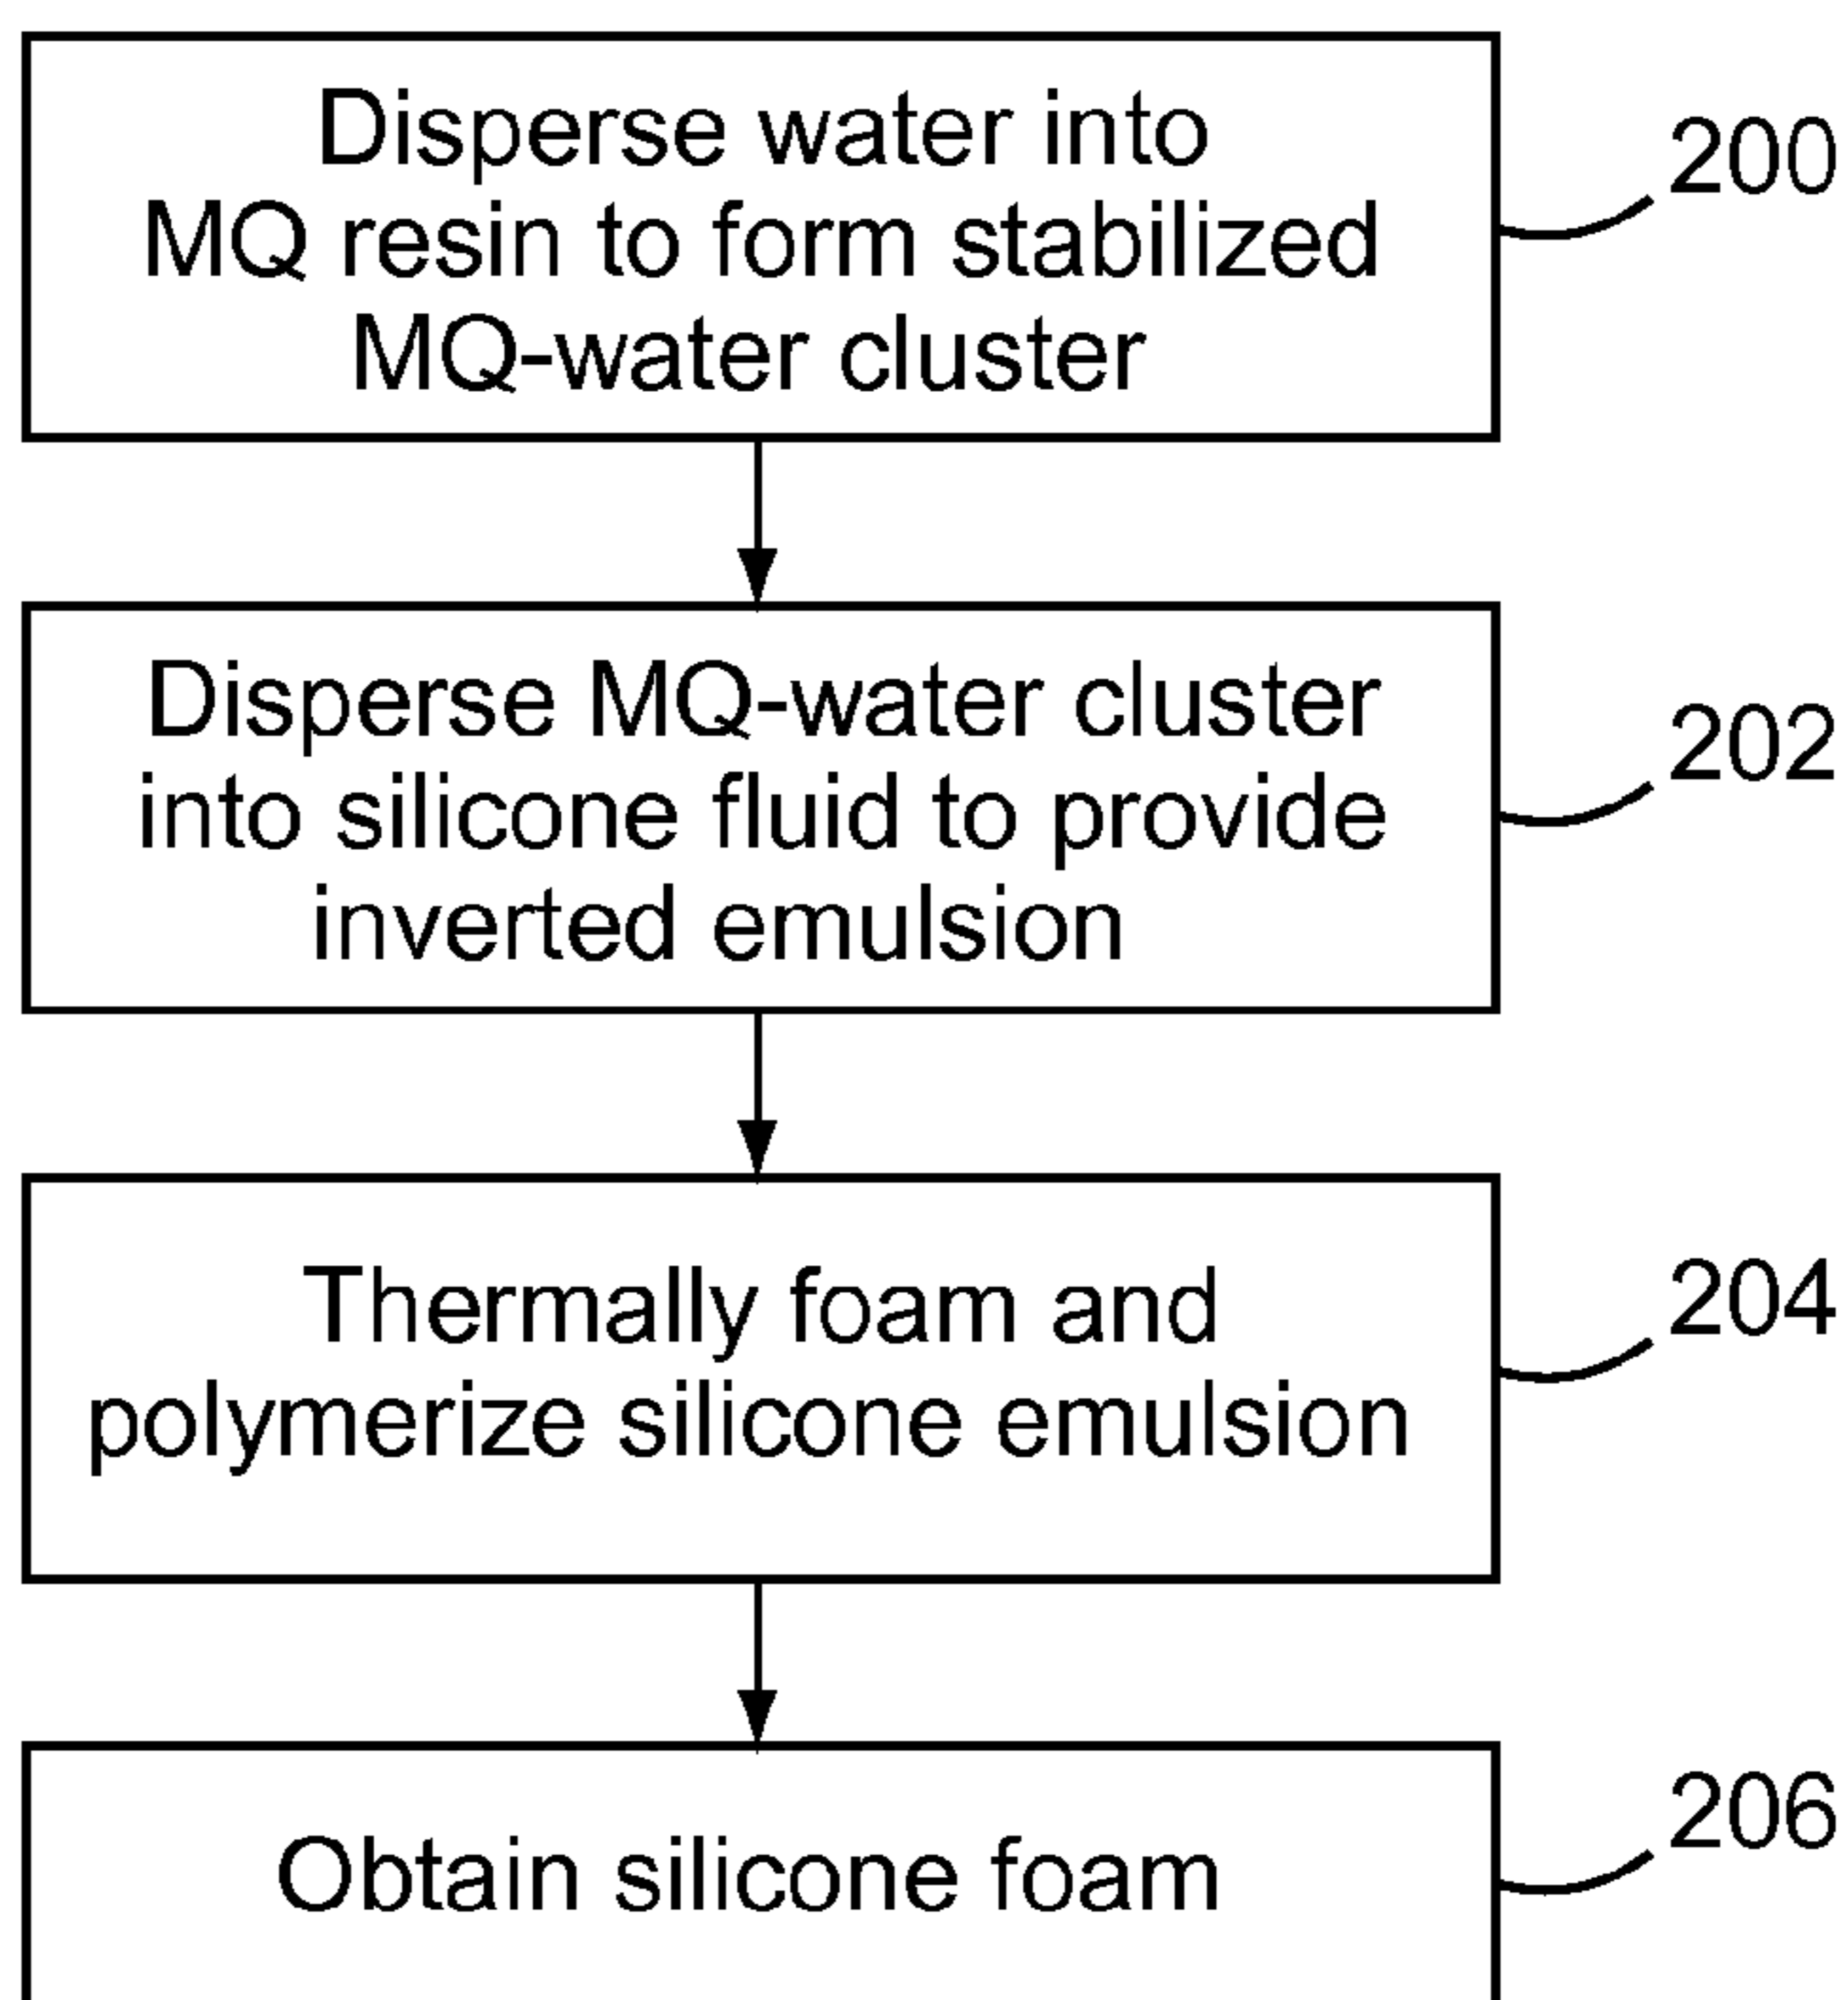 Disperse water into
MQ resin to form stabilized
MQ-water cluster
200
Disperse MQ-water cluster
into silicone fluid to provide
inverted emulsion
202
Thermally foam and
polymerize silicone emulsion
204
Obtain silicone foam
206